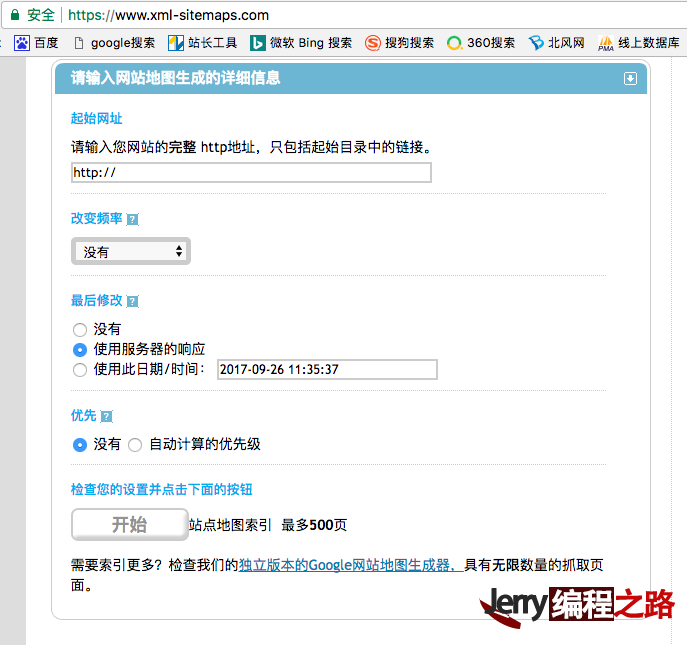 安全 https://www.xml-sitemaps.com
百度 google搜索 站长工具 微软 Bing 搜索 搜狗搜索 360搜索 北风网 线上数据库
请输入网站地图生成的详细信息
起始网址
请输入您网站的完整 http地址，只包括起始目录中的链接。
http://
改变频率 ?
没有
最后修改 ?
没有
使用服务器的响应
使用此日期/时间： 2017-09-26 11:35:37
优先 ?
没有 自动计算的优先级
检查您的设置并点击下面的按钮
开始 站点地图索引 最多500页
需要索引更多？检查我们的独立版本的Google网站地图生成器，具有无限数量的抓取页
面。
Jerry编程之路